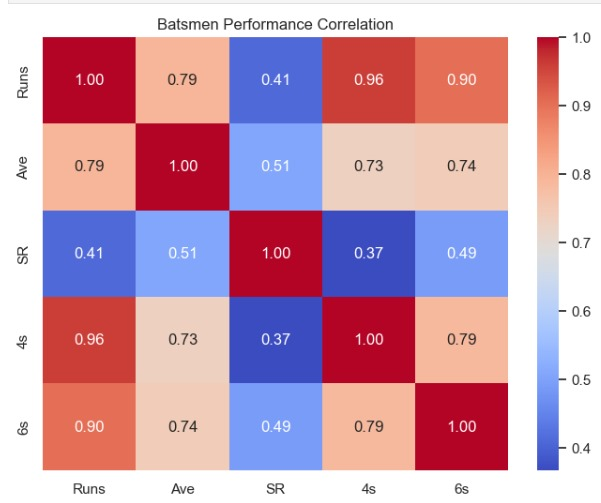 Batsmen Performance Correlation
Runs 1.00 0.79 0.41 0.96 0.90
Ave 0.79 1.00 0.51 0.73 0.74
SR 0.41 0.51 1.00 0.37 0.49
4s 0.96 0.73 0.37 1.00 0.79
6s 0.90 0.74 0.49 0.79 1.00
Runs Ave SR 4s 6s
1.0
0.9
0.8
0.7
0.6
0.5
0.4